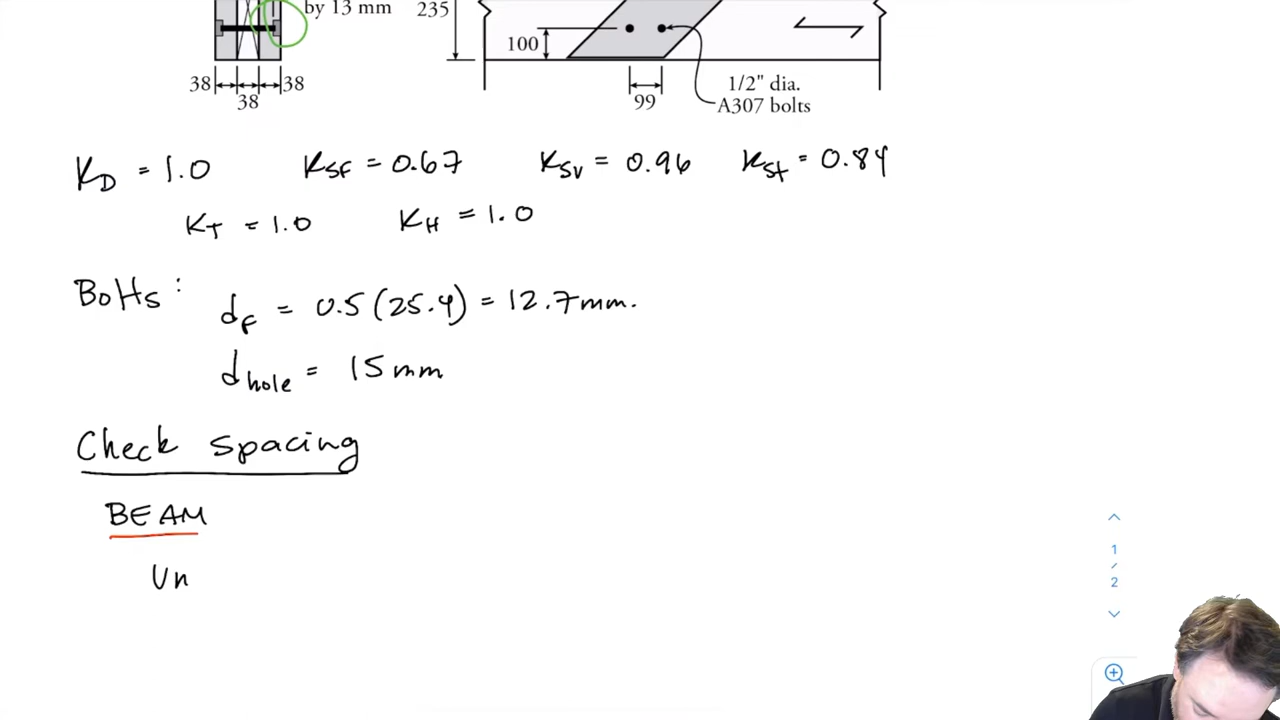 by 13 mm
235
100
38 38
38
99
1/2" dia.
A307 bolts
K_D = 1.0 K_SF = 0.67 K_Sv = 0.96 K_St = 0.84
K_T = 1.0 K_H = 1.0
Bolts: d_F = 0.5 (25.4) = 12.7mm.
d_hole = 15mm
Check spacing
BEAM
Un
1
/
2